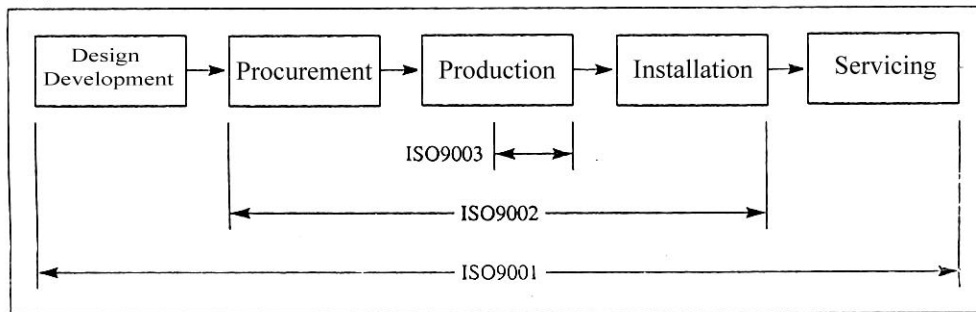 Design
Development
Procurement
Production
Installation
Servicing
ISO9003
ISO9002
ISO9001